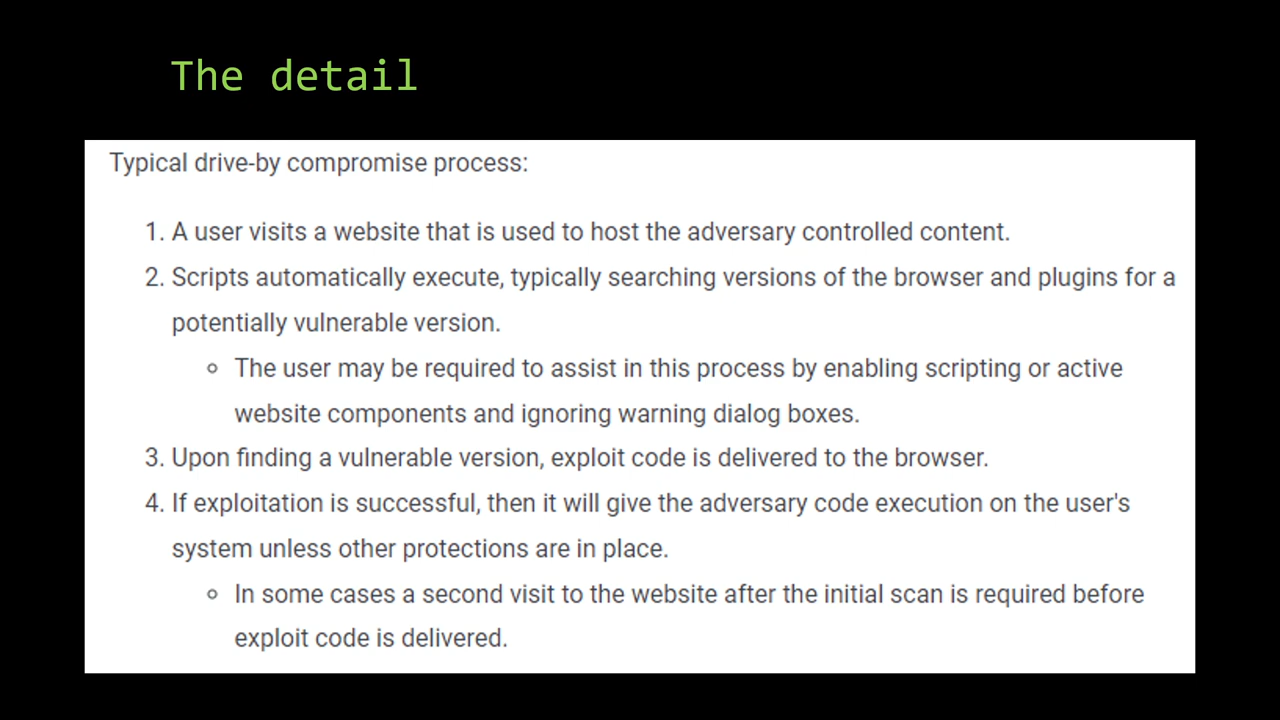 The detail
Typical drive-by compromise process:
1. A user visits a website that is used to host the adversary controlled content.
2. Scripts automatically execute, typically searching versions of the browser and plugins for a
potentially vulnerable version.
○ The user may be required to assist in this process by enabling scripting or active
website components and ignoring warning dialog boxes.
3. Upon finding a vulnerable version, exploit code is delivered to the browser.
4. If exploitation is successful, then it will give the adversary code execution on the user's
system unless other protections are in place.
○ In some cases a second visit to the website after the initial scan is required before
exploit code is delivered.